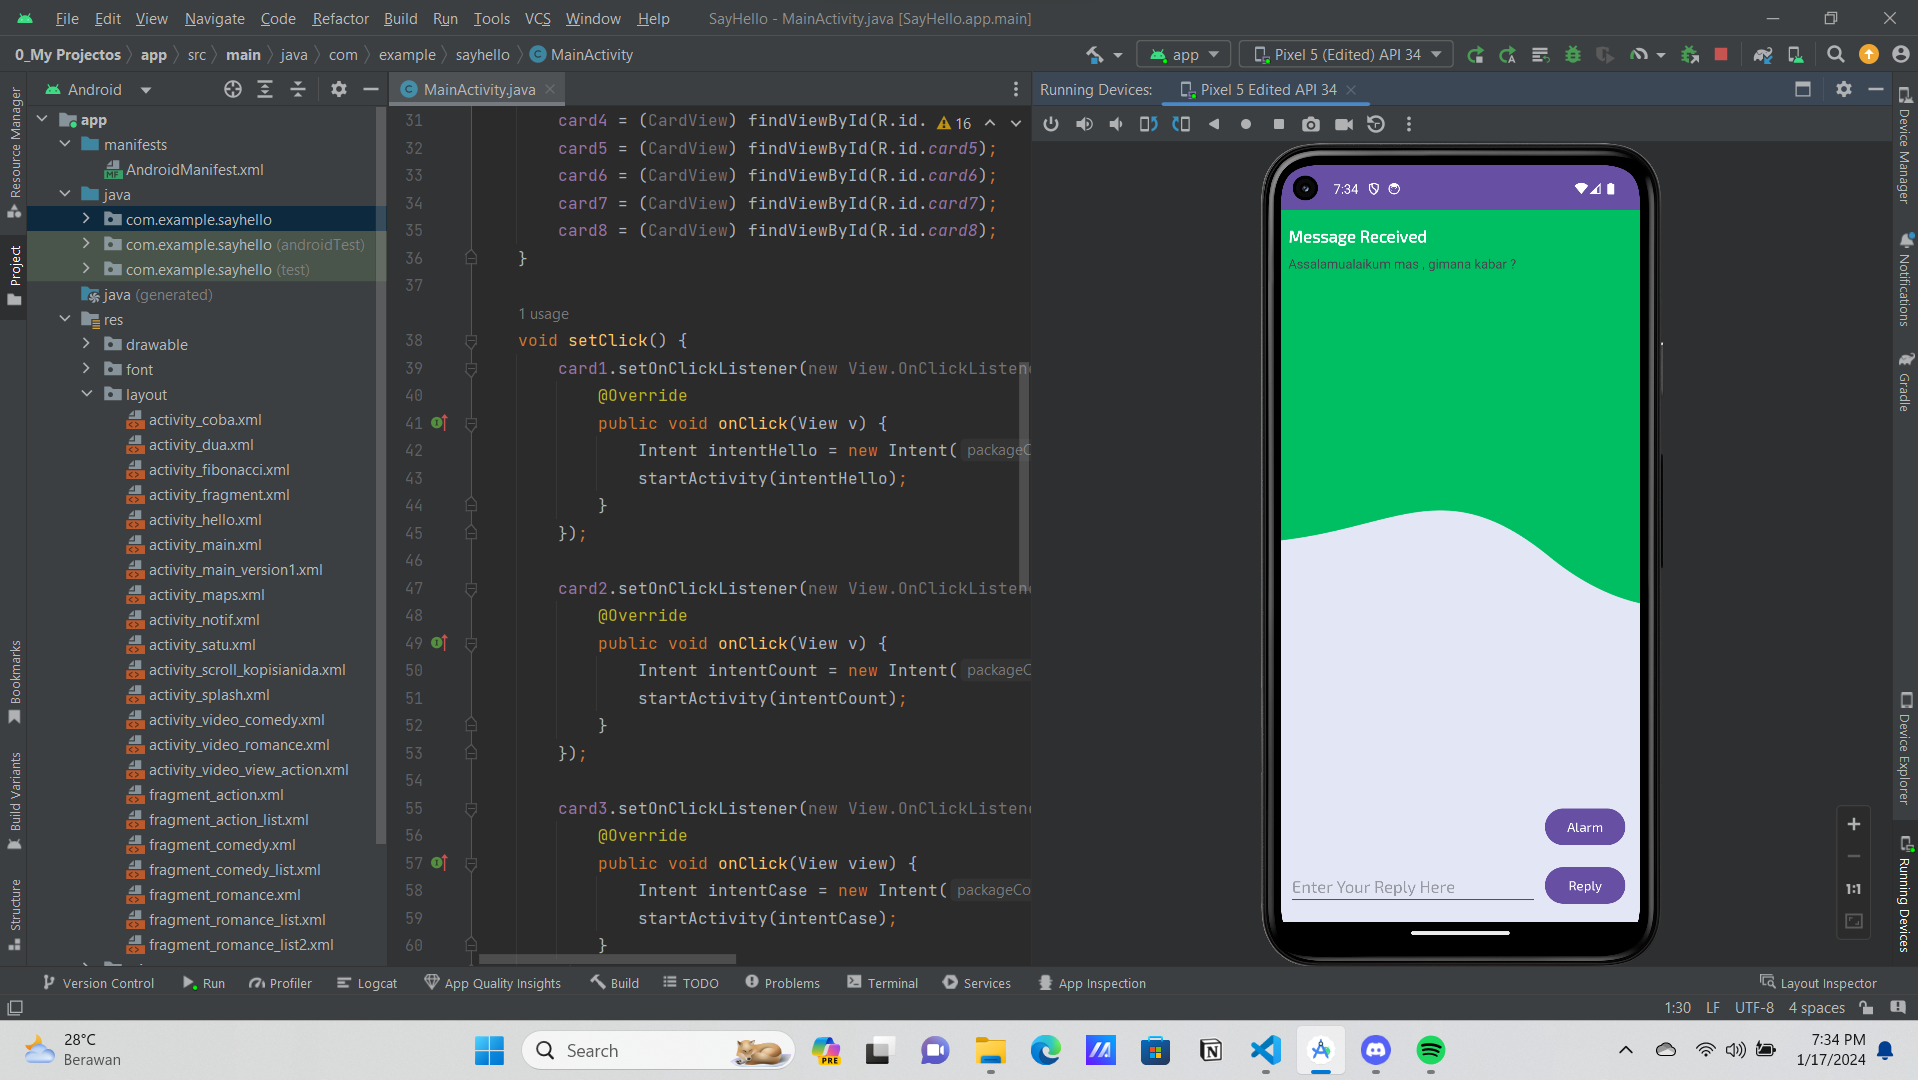 File Edit View Navigate Code Refactor Build Run Tools VCS Window Help SayHello - MainActivity.java [SayHello.app.main]
0_My Projectos app src main java com example sayhello MainActivity app Pixel 5 (Edited) API 34
Android
MainActivity.java
Running Devices: Pixel 5 Edited API 34
Resource Manager
Project
Bookmarks
Build Variants
Structure
app
manifests
AndroidManifest.xml
java
com.example.sayhello
com.example.sayhello (androidTest)
com.example.sayhello (test)
java (generated)
res
drawable
font
layout
activity_coba.xml
activity_dua.xml
activity_fibonacci.xml
activity_fragment.xml
activity_hello.xml
activity_main.xml
activity_main_version1.xml
activity_maps.xml
activity_notif.xml
activity_satu.xml
activity_scroll_kopisianida.xml
activity_splash.xml
activity_video_comedy.xml
activity_video_romance.xml
activity_video_view_action.xml
fragment_action.xml
fragment_action_list.xml
fragment_comedy.xml
fragment_comedy_list.xml
fragment_romance.xml
fragment_romance_list.xml
fragment_romance_list2.xml
31 card4 = (CardView) findViewById(R.id. 16
32 card5 = (CardView) findViewById(R.id.card5);
33 card6 = (CardView) findViewById(R.id.card6);
34 card7 = (CardView) findViewById(R.id.card7);
35 card8 = (CardView) findViewById(R.id.card8);
36 }
37
1 usage
38 void setClick() {
39 card1.setOnClickListener(new View.OnClickListene
40 @Override
41 public void onClick(View v) {
42 Intent intentHello = new Intent( packageC
43 startActivity(intentHello);
44 }
45 });
46
47 card2.setOnClickListener(new View.OnClickListene
48 @Override
49 public void onClick(View v) {
50 Intent intentCount = new Intent( packageC
51 startActivity(intentCount);
52 }
53 });
54
55 card3.setOnClickListener(new View.OnClickListene
56 @Override
57 public void onClick(View view) {
58 Intent intentCase = new Intent( packageCo
59 startActivity(intentCase);
60 }
7:34
Message Received
Assalamualaikum mas , gimana kabar ?
Alarm
Enter Your Reply Here
Reply
1:1
Device Manager
Notifications
Gradle
Device Explorer
Running Devices
Version Control Run Profiler Logcat App Quality Insights Build TODO Problems Terminal Services App Inspection Layout Inspector
1:30 LF UTF-8 4 spaces
28°C
Berawan
Search
PRE
7:34 PM
1/17/2024